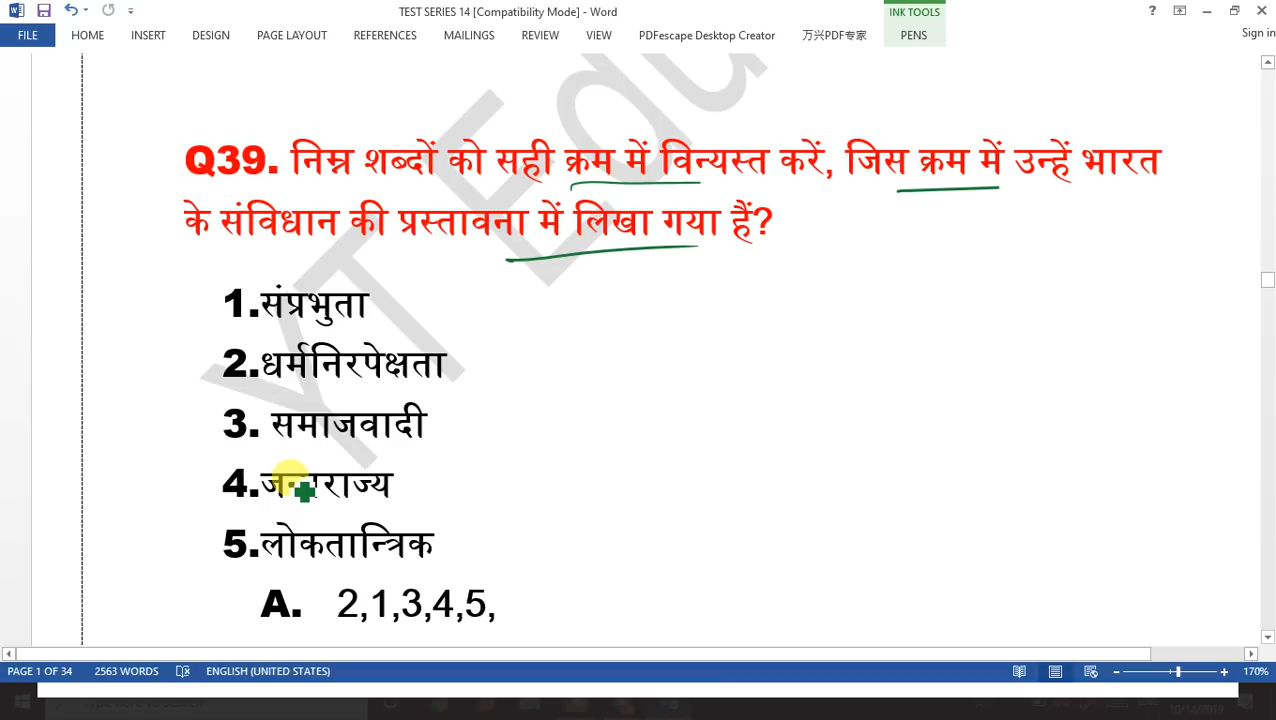 TEST SERIES 14 [Compatibility Mode] - Word
INK TOOLS
FILE HOME INSERT DESIGN PAGE LAYOUT REFERENCES MAILINGS REVIEW VIEW PDFescape Desktop Creator 万兴PDF专家 PENS
Sign in
YT Edu
Q39. निम्न शब्दों को सही क्रम में विन्यस्त करें, जिस क्रम में उन्हें भारत
के संविधान की प्रस्तावना में लिखा गया हैं?
1.संप्रभुता
2.धर्मनिरपेक्षता
3. समाजवादी
4.
5.लोकतान्त्रिक
A. 2,1,3,4,5,
PAGE 1 OF 34 2563 WORDS ENGLISH (UNITED STATES) 170%